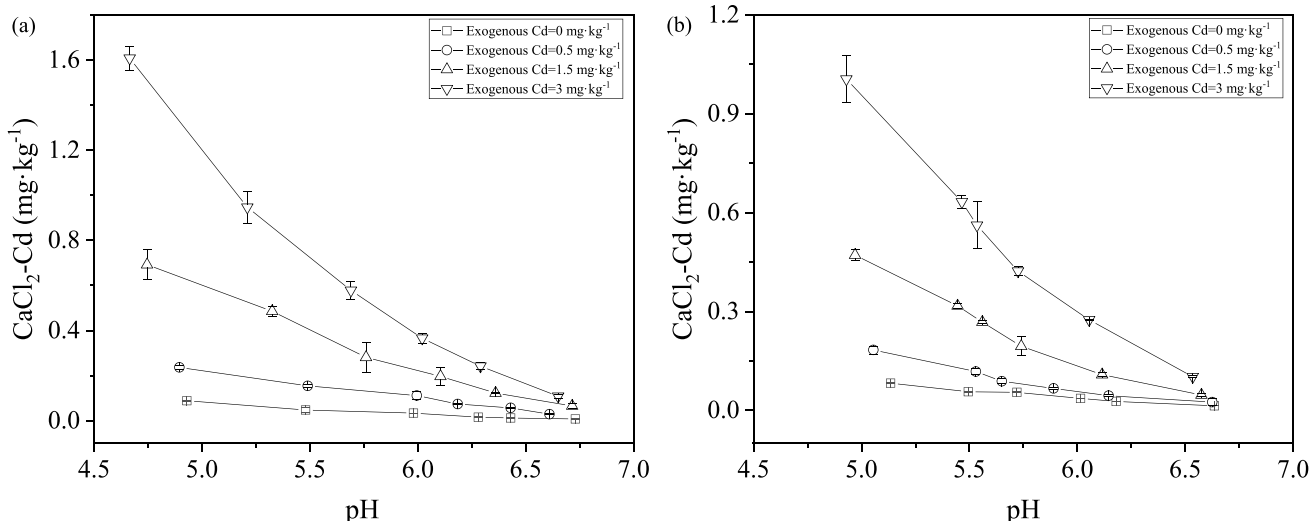 (a)
Exogenous Cd=0 mg·kg⁻¹
Exogenous Cd=0.5 mg·kg⁻¹
Exogenous Cd=1.5 mg·kg⁻¹
Exogenous Cd=3 mg·kg⁻¹
1.6
1.2
0.8
0.4
0.0
CaCl₂-Cd (mg·kg⁻¹)
4.5 5.0 5.5 6.0 6.5 7.0
pH
(b)
Exogenous Cd=0 mg·kg⁻¹
Exogenous Cd=0.5 mg·kg⁻¹
Exogenous Cd=1.5 mg·kg⁻¹
Exogenous Cd=3 mg·kg⁻¹
1.2
0.9
0.6
0.3
0.0
CaCl₂-Cd (mg·kg⁻¹)
4.5 5.0 5.5 6.0 6.5 7.0
pH